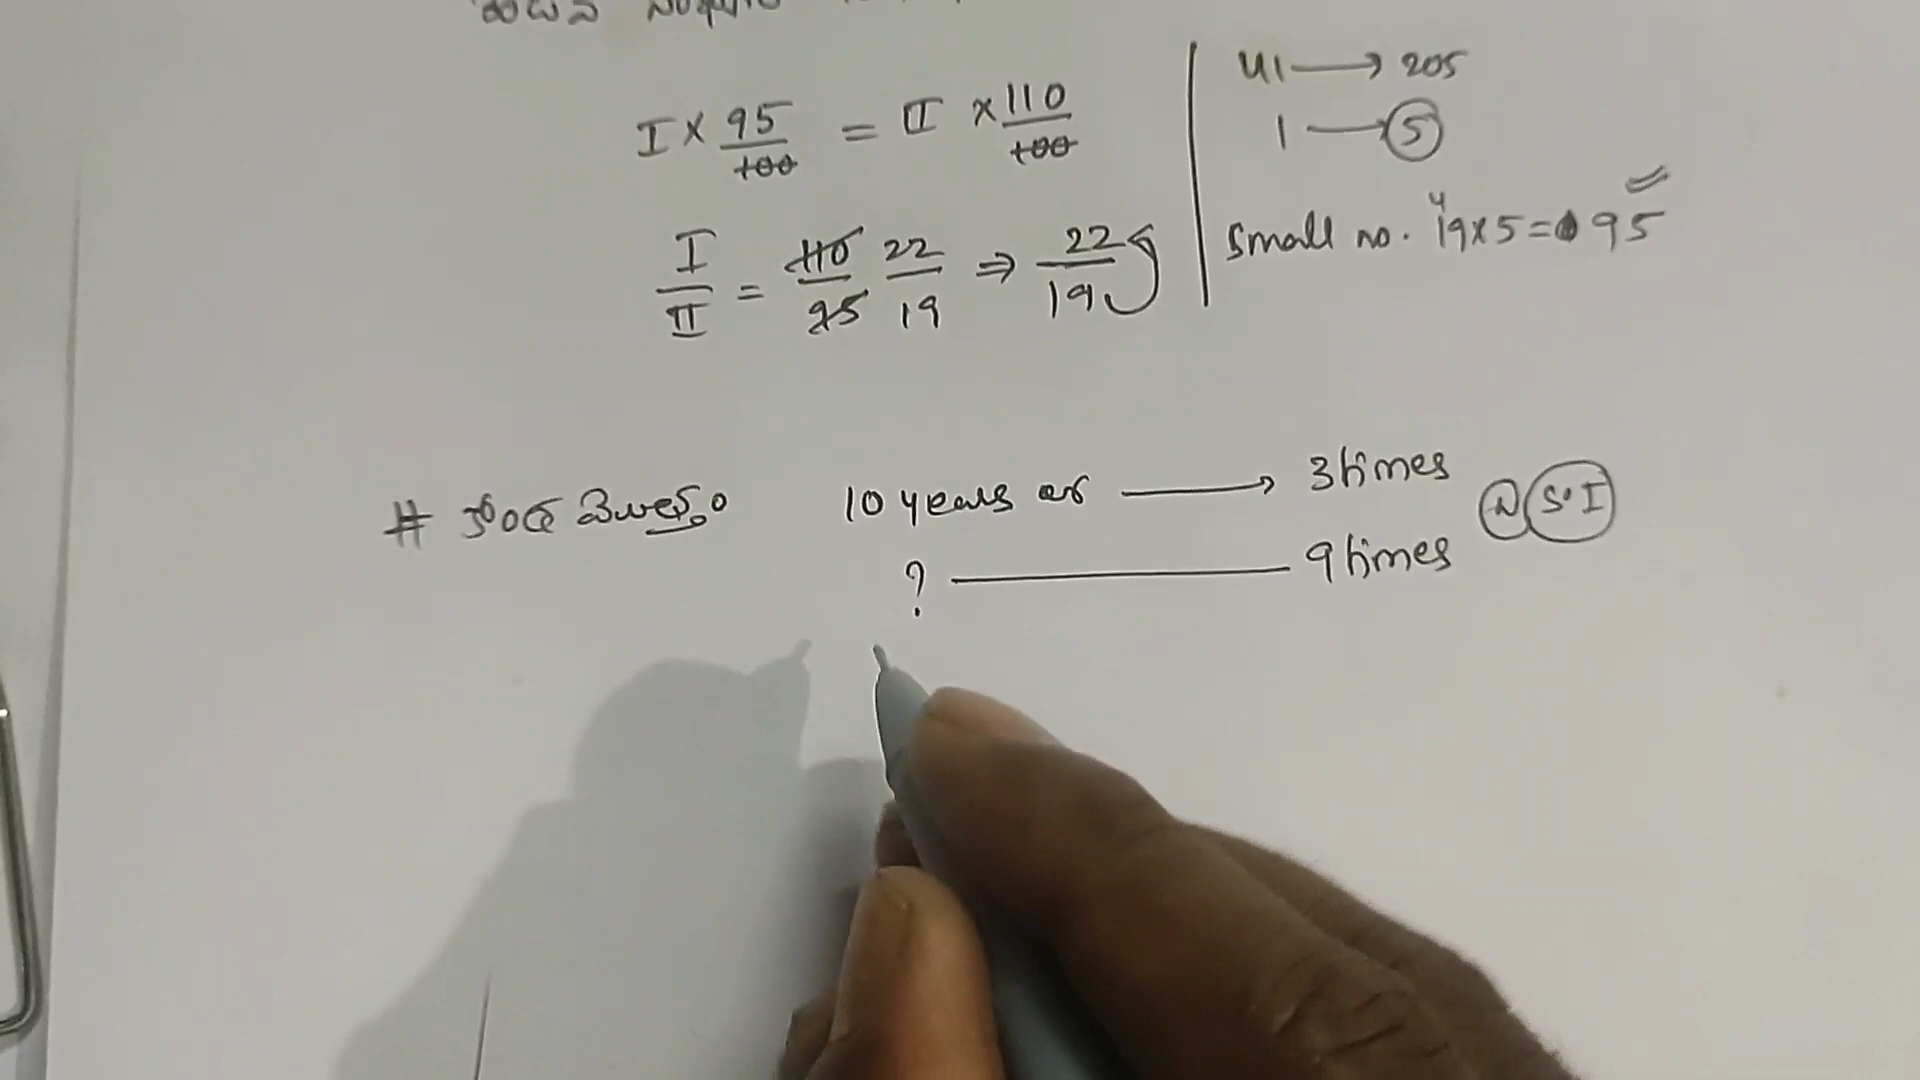 I × 95/100 = II × 110/100
I/II = 110/95 22/19 ⇒ 22/19
41 → 205
1 → 5
Small no. 19×5= 95
# కొంత మొత్తం 10 years లో → 3 times
? — 9 times
S.I